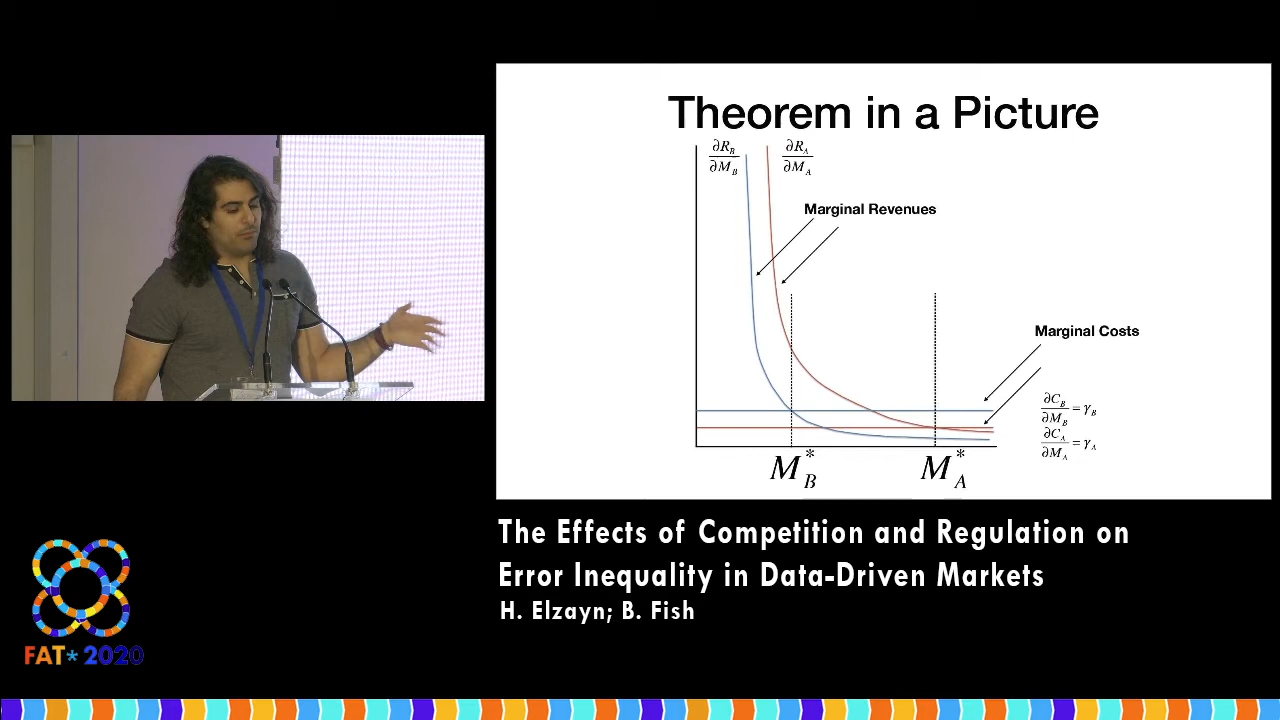 Theorem in a Picture
∂R_B/∂M_B
∂R_A/∂M_A
Marginal Revenues
Marginal Costs
∂C_B/∂M_B = γ_B
∂C_A/∂M_A = γ_A
M*_B
M*_A
The Effects of Competition and Regulation on
Error Inequality in Data-Driven Markets
H. Elzayn; B. Fish
FAT* 2020